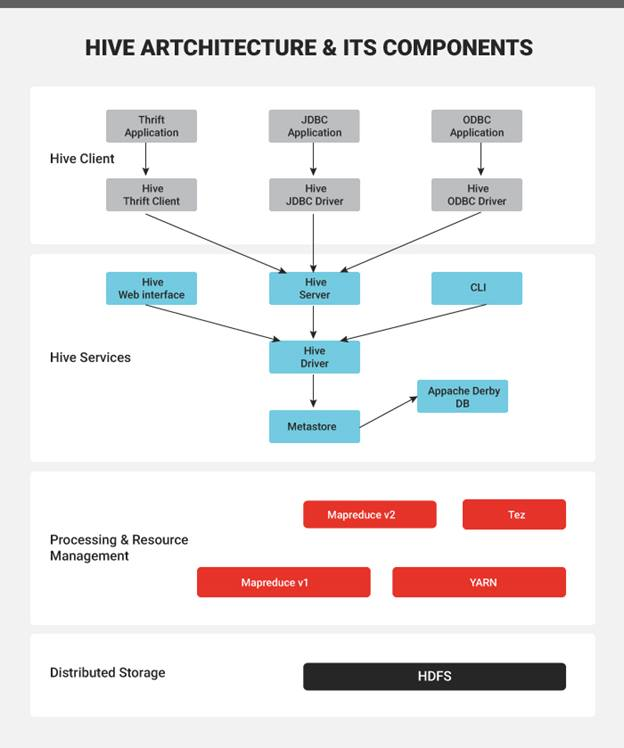 HIVE ARTCHITECTURE & ITS COMPONENTS
Thrift
Application
JDBC
Application
ODBC
Application
Hive Client
Hive
Thrift Client
Hive
JDBC Driver
Hive
ODBC Driver
Hive
Web interface
Hive
Server
CLI
Hive Services
Hive
Driver
Appache Derby
DB
Metastore
Mapreduce v2
Tez
Processing & Resource
Management
Mapreduce v1
YARN
Distributed Storage
HDFS